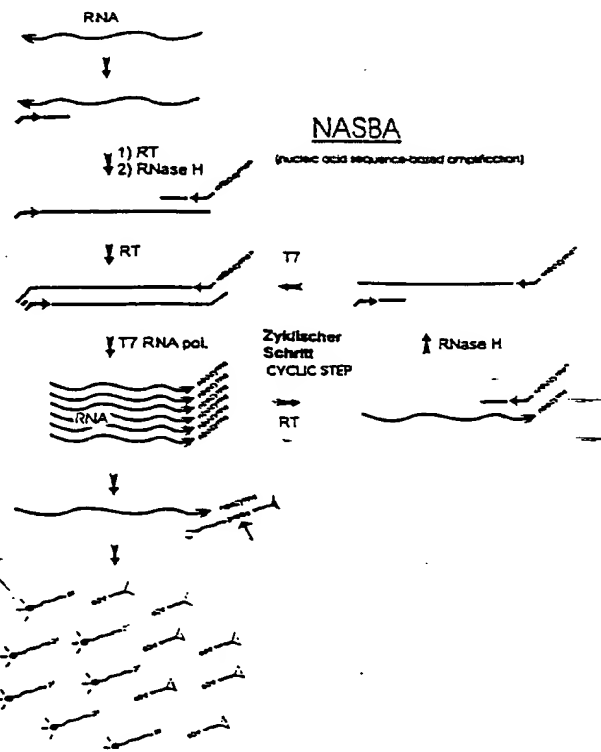 RNA
NASBA
(nucleic acid sequence-based amplification)
1) RT
2) RNase H
RT
T7
T7 RNA pol.
Zyklischer
Schritt
CYCLIC STEP
RNase H
RNA
RT